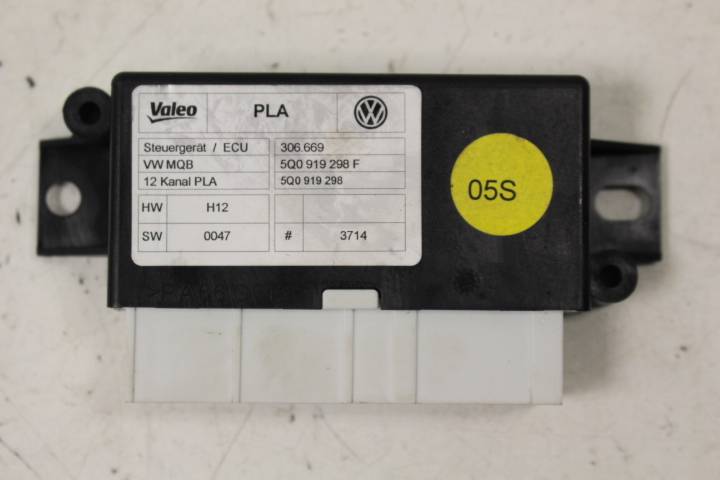 Valeo PLA VW
Steuergerät / ECU 306.669
VW MQB 5Q0 919 298 F
12 Kanal PLA 5Q0 919 298
HW H12
SW 0047 # 3714
05S